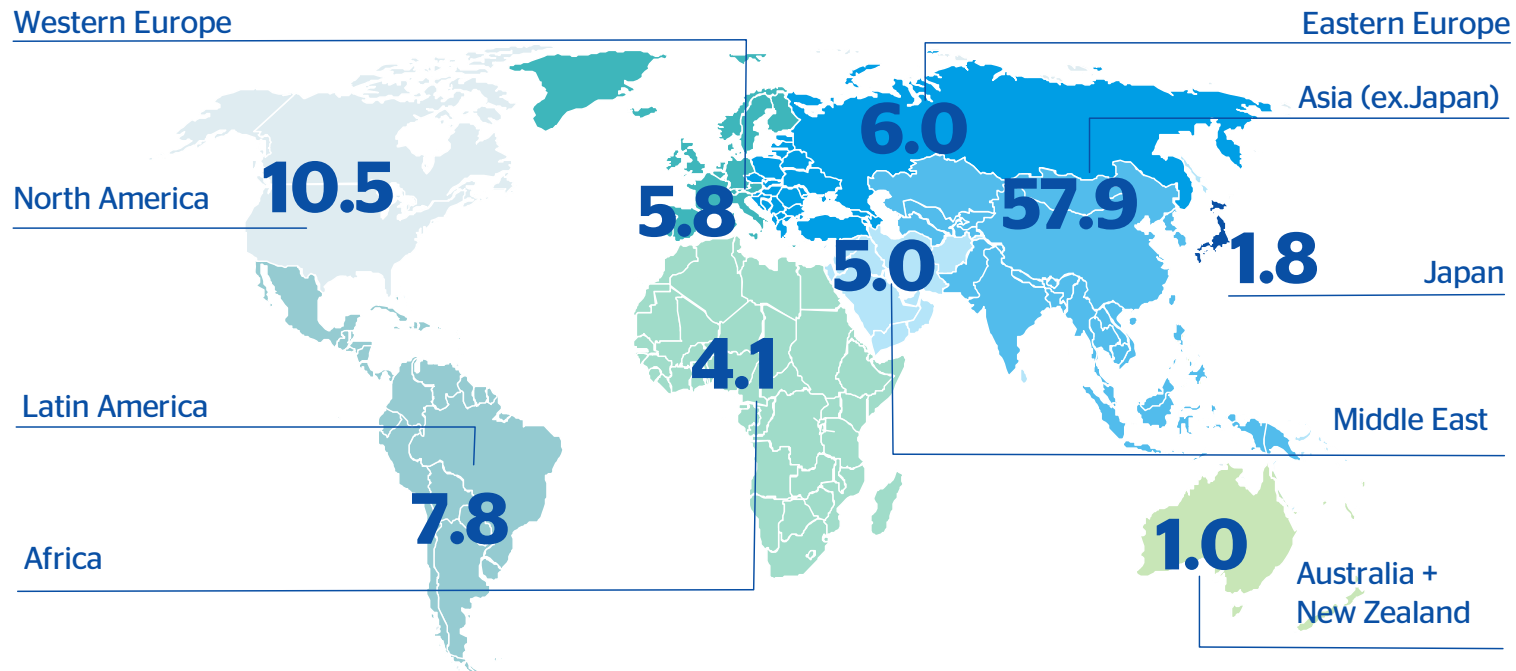 Western Europe
Eastern Europe
Asia (ex.Japan)
6.0
North America
10.5
5.8
57.9
5.0
1.8
Japan
4.1
Latin America
Middle East
7.8
Africa
1.0
Australia +
New Zealand